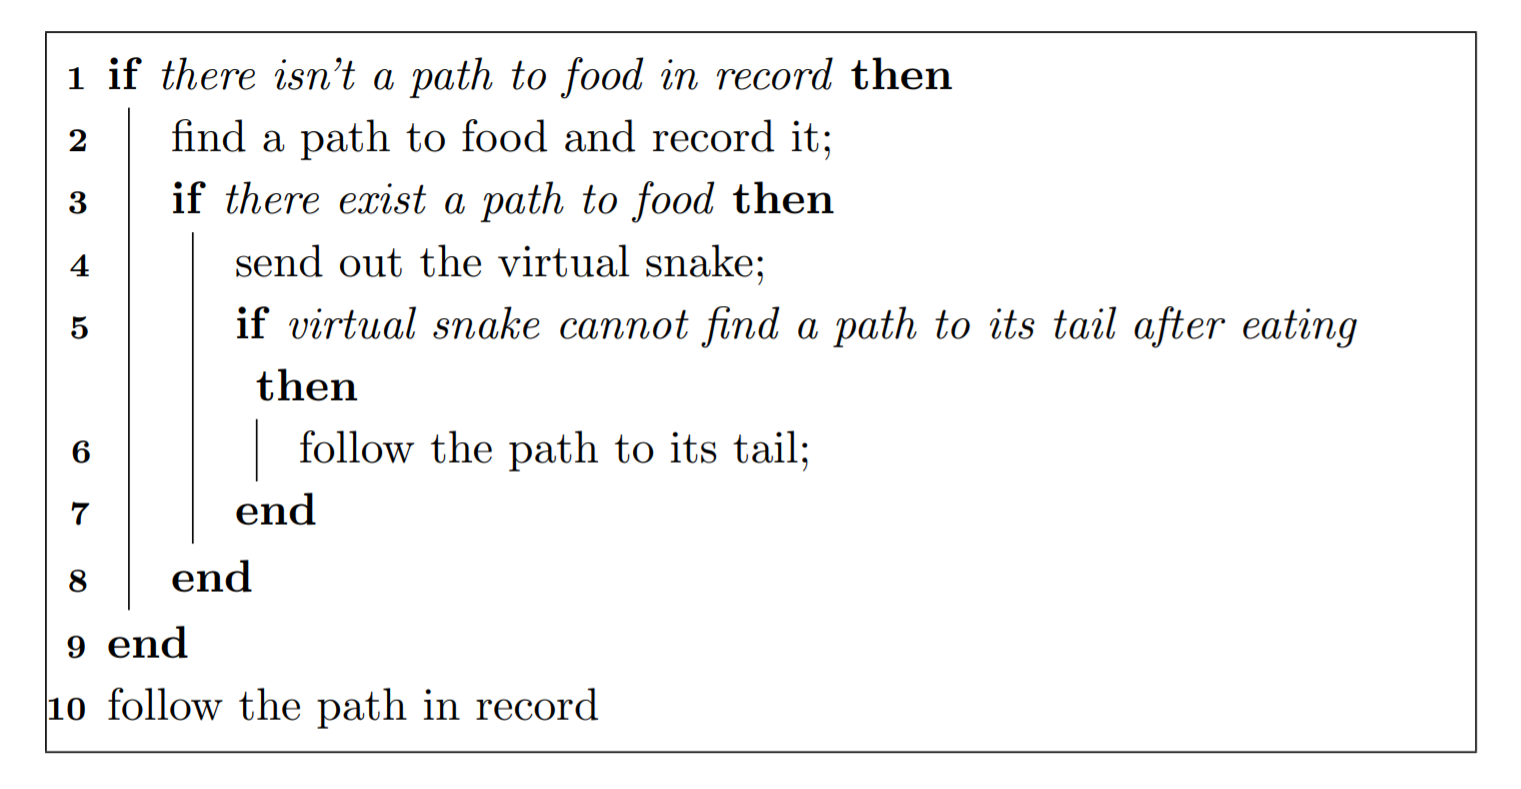 1 if there isn't a path to food in record then
2 find a path to food and record it;
3 if there exist a path to food then
4 send out the virtual snake;
5 if virtual snake cannot find a path to its tail after eating
then
6 follow the path to its tail;
7 end
8 end
9 end
10 follow the path in record